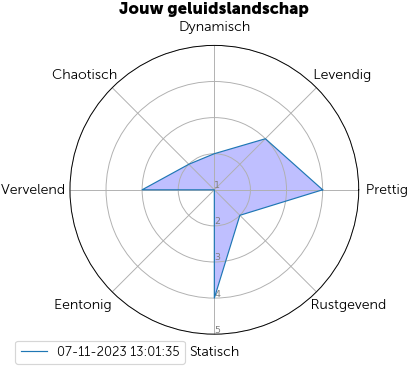 Jouw geluidslandschap
Dynamisch
Chaotisch
Levendig
Vervelend
1
Prettig
2
3
4
Eentonig
Rustgevend
5
07-11-2023 13:01:35
Statisch